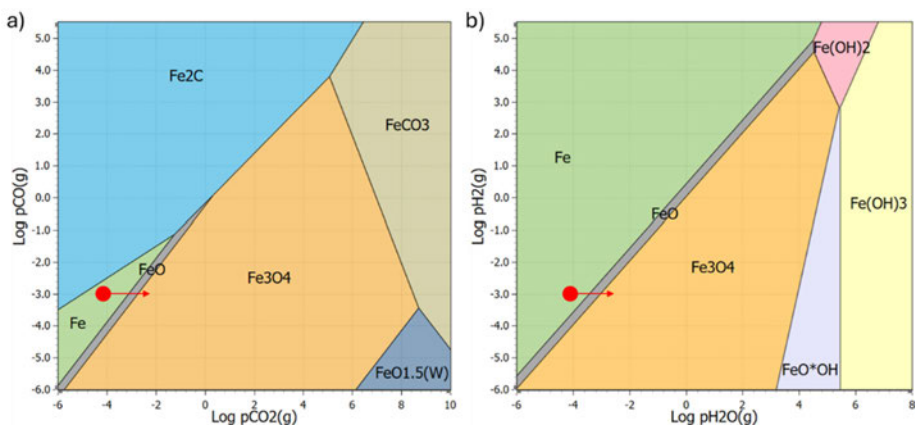 a)
5.0
4.0
3.0
2.0
1.0
0.0
-1.0
-2.0
-3.0
-4.0
-5.0
-6.0
Log pCO(g)
Fe2C
FeCO3
FeO
Fe3O4
Fe
FeO1.5(W)
-6 -4 -2 0 2 4 6 8 10
Log pCO2(g)
b)
5.0
4.0
3.0
2.0
1.0
0.0
-1.0
-2.0
-3.0
-4.0
-5.0
-6.0
Log pH2(g)
Fe(OH)2
Fe
Fe(OH)3
FeO
Fe3O4
FeO*OH
-6 -4 -2 0 2 4 6 8
Log pH2O(g)